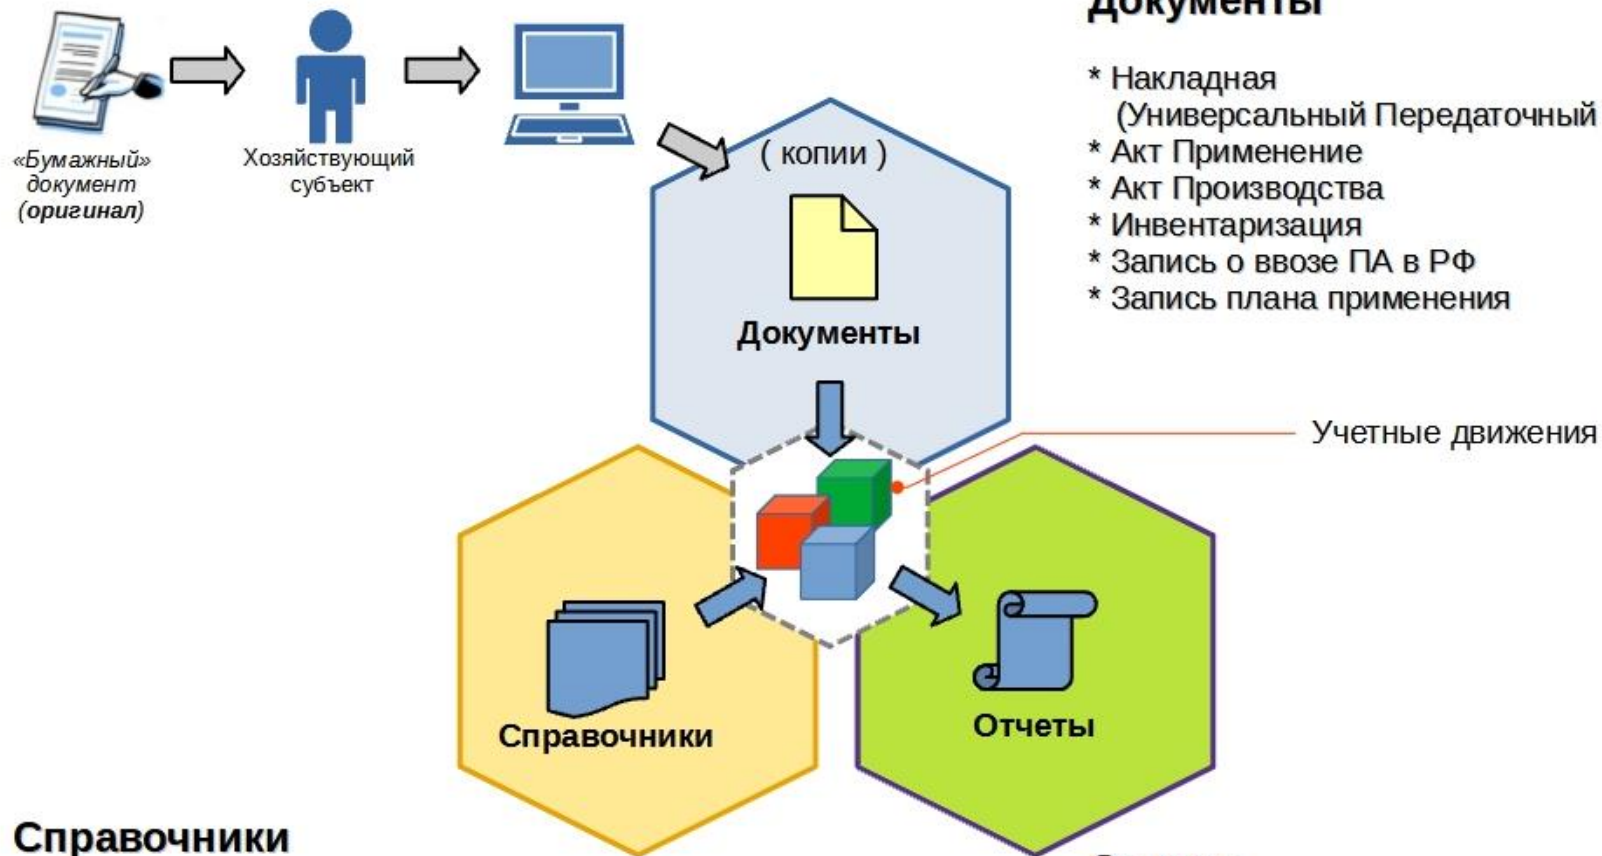 Документы
* Накладная
(Универсальный Передаточный
* Акт Применение
* Акт Производства
* Инвентаризация
* Запись о ввозе ПА в РФ
* Запись плана применения
«Бумажный»
документ
(оригинал)
Хозяйствующий
субъект
( копии )
Документы
Учетные движения
Справочники
Отчеты
Справочники